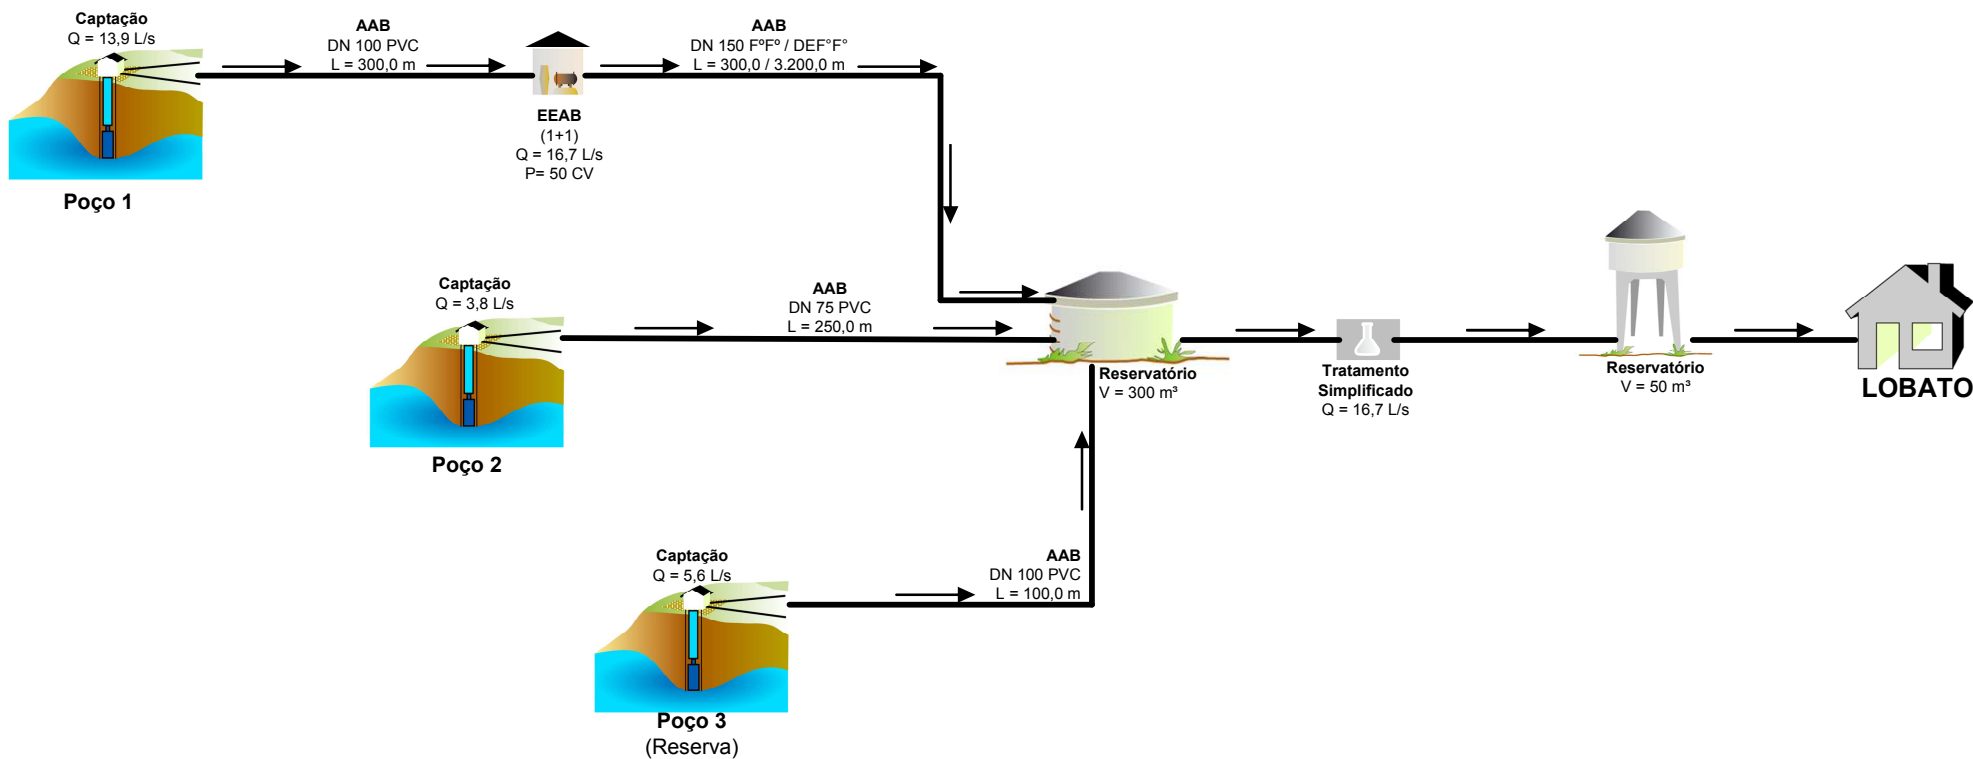 Captação
Q = 13,9 L/s
AAB
DN 100 PVC
L = 300,0 m
AAB
DN 150 FºFº / DEF°F°
L = 300,0 / 3.200,0 m
EEAB
(1+1)
Q = 16,7 L/s
P= 50 CV
Poço 1
Captação
Q = 3,8 L/s
AAB
DN 75 PVC
L = 250,0 m
Poço 2
Reservatório
V = 300 m³
Tratamento
Simplificado
Q = 16,7 L/s
Reservatório
V = 50 m³
LOBATO
Captação
Q = 5,6 L/s
AAB
DN 100 PVC
L = 100,0 m
Poço 3
(Reserva)